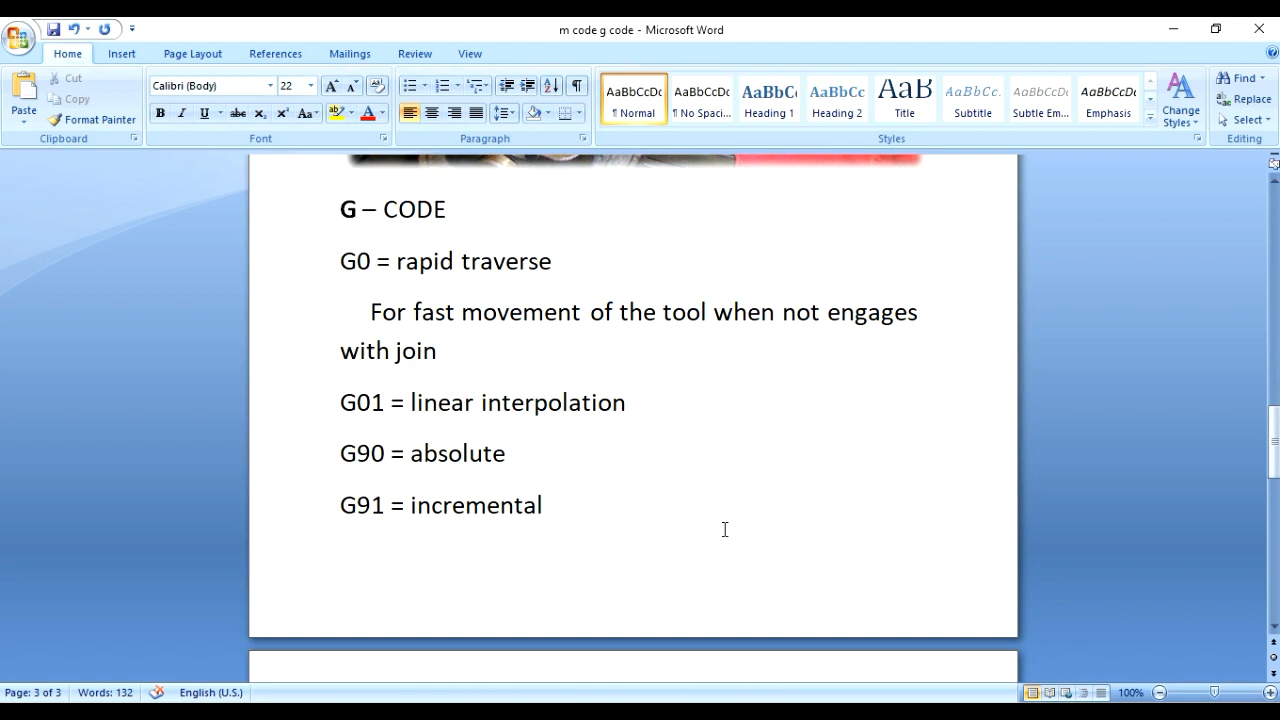 m code g code - Microsoft Word
Home Insert Page Layout References Mailings Review View
Paste
Cut
Copy
Format Painter
Clipboard
Calibri (Body) 22
Font
Paragraph
AaBbCcDc AaBbCcDc AaBbC AaBbCc AaB AaBbCc. AaBbCcDc AaBbCcDc
¶ Normal ¶ No Spaci... Heading 1 Heading 2 Title Subtitle Subtle Em... Emphasis
Change Styles
Styles
Find
Replace
Select
Editing
G – CODE
G0 = rapid traverse
For fast movement of the tool when not engages
with join
G01 = linear interpolation
G90 = absolute
G91 = incremental
Page: 3 of 3 Words: 132 English (U.S.) 100%